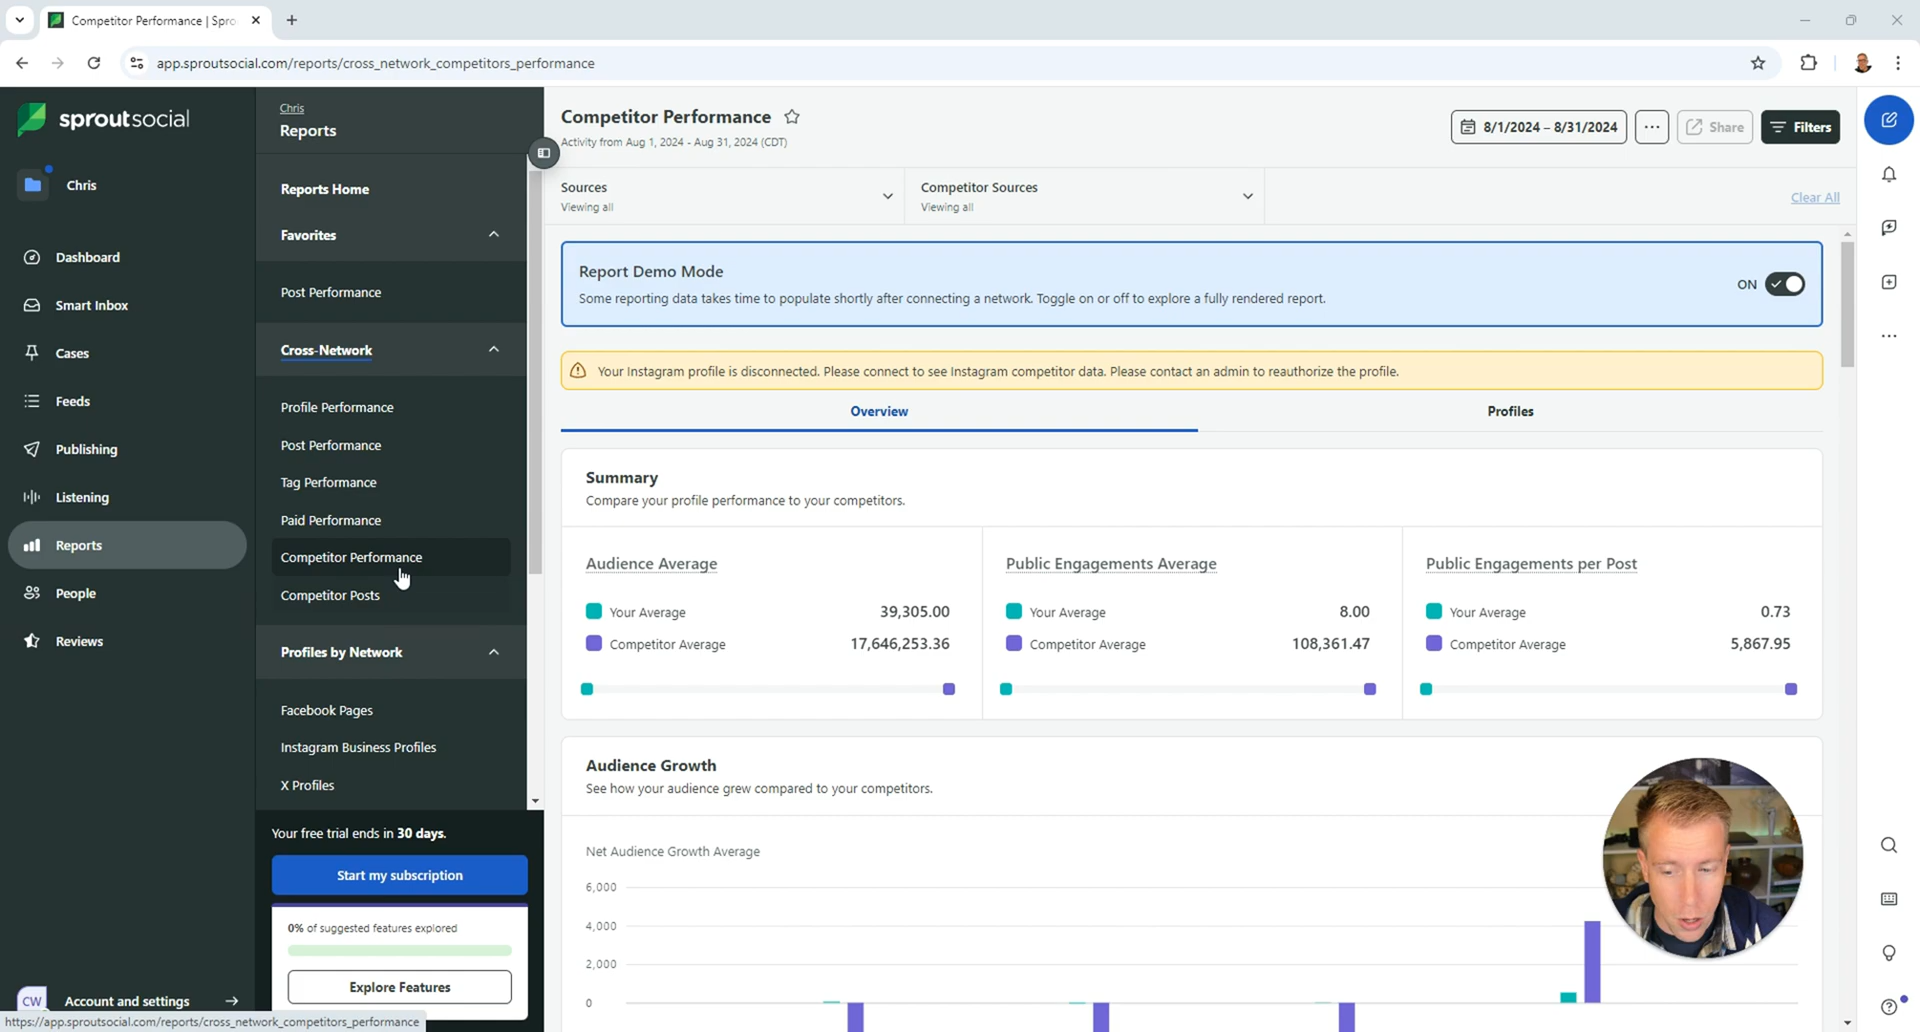 Competitor Performance | Spro
app.sproutsocial.com/reports/cross_network_competitors_performance
sproutsocial
Chris
Dashboard
Smart Inbox
Cases
Feeds
Publishing
Listening
Reports
People
Reviews
CW
Account and settings
Chris
Reports
Reports Home
Favorites
Post Performance
Cross-Network
Profile Performance
Post Performance
Tag Performance
Paid Performance
Competitor Performance
Competitor Posts
Profiles by Network
Facebook Pages
Instagram Business Profiles
X Profiles
Your free trial ends in 30 days.
Start my subscription
0% of suggested features explored
Explore Features
https://app.sproutsocial.com/reports/cross_network_competitors_performance
Competitor Performance
Activity from Aug 1, 2024 - Aug 31, 2024 (CDT)
8/1/2024 – 8/31/2024
Share
Filters
Sources
Viewing all
Competitor Sources
Viewing all
Clear All
Report Demo Mode
Some reporting data takes time to populate shortly after connecting a network. Toggle on or off to explore a fully rendered report.
ON
Your Instagram profile is disconnected. Please connect to see Instagram competitor data. Please contact an admin to reauthorize the profile.
Overview
Profiles
Summary
Compare your profile performance to your competitors.
Audience Average
Your Average 39,305.00
Competitor Average 17,646,253.36
Public Engagements Average
Your Average 8.00
Competitor Average 108,361.47
Public Engagements per Post
Your Average 0.73
Competitor Average 5,867.95
Audience Growth
See how your audience grew compared to your competitors.
Net Audience Growth Average
6,000
4,000
2,000
0